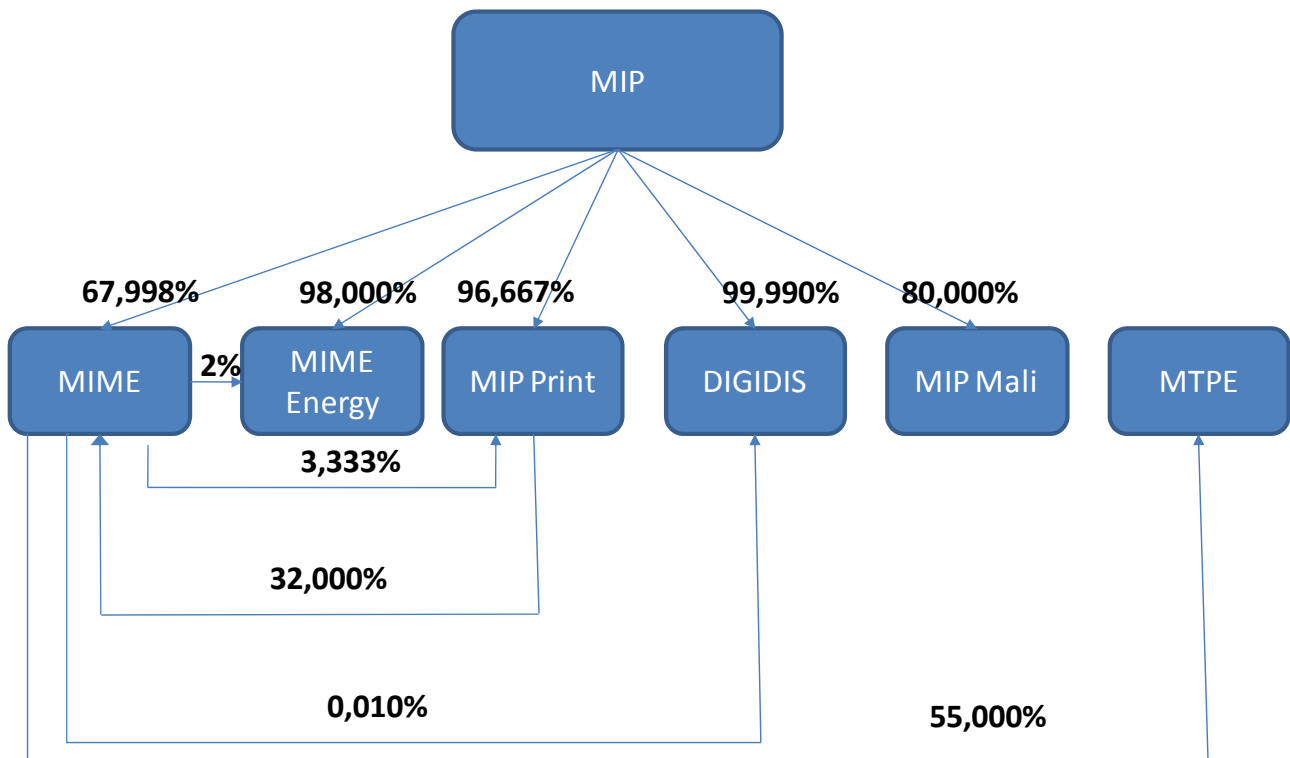 MIP
67,998%
98,000%
96,667%
99,990%
80,000%
MIME
2%
MIME
Energy
MIP Print
DIGIDIS
MIP Mali
MTPE
3,333%
32,000%
0,010%
55,000%